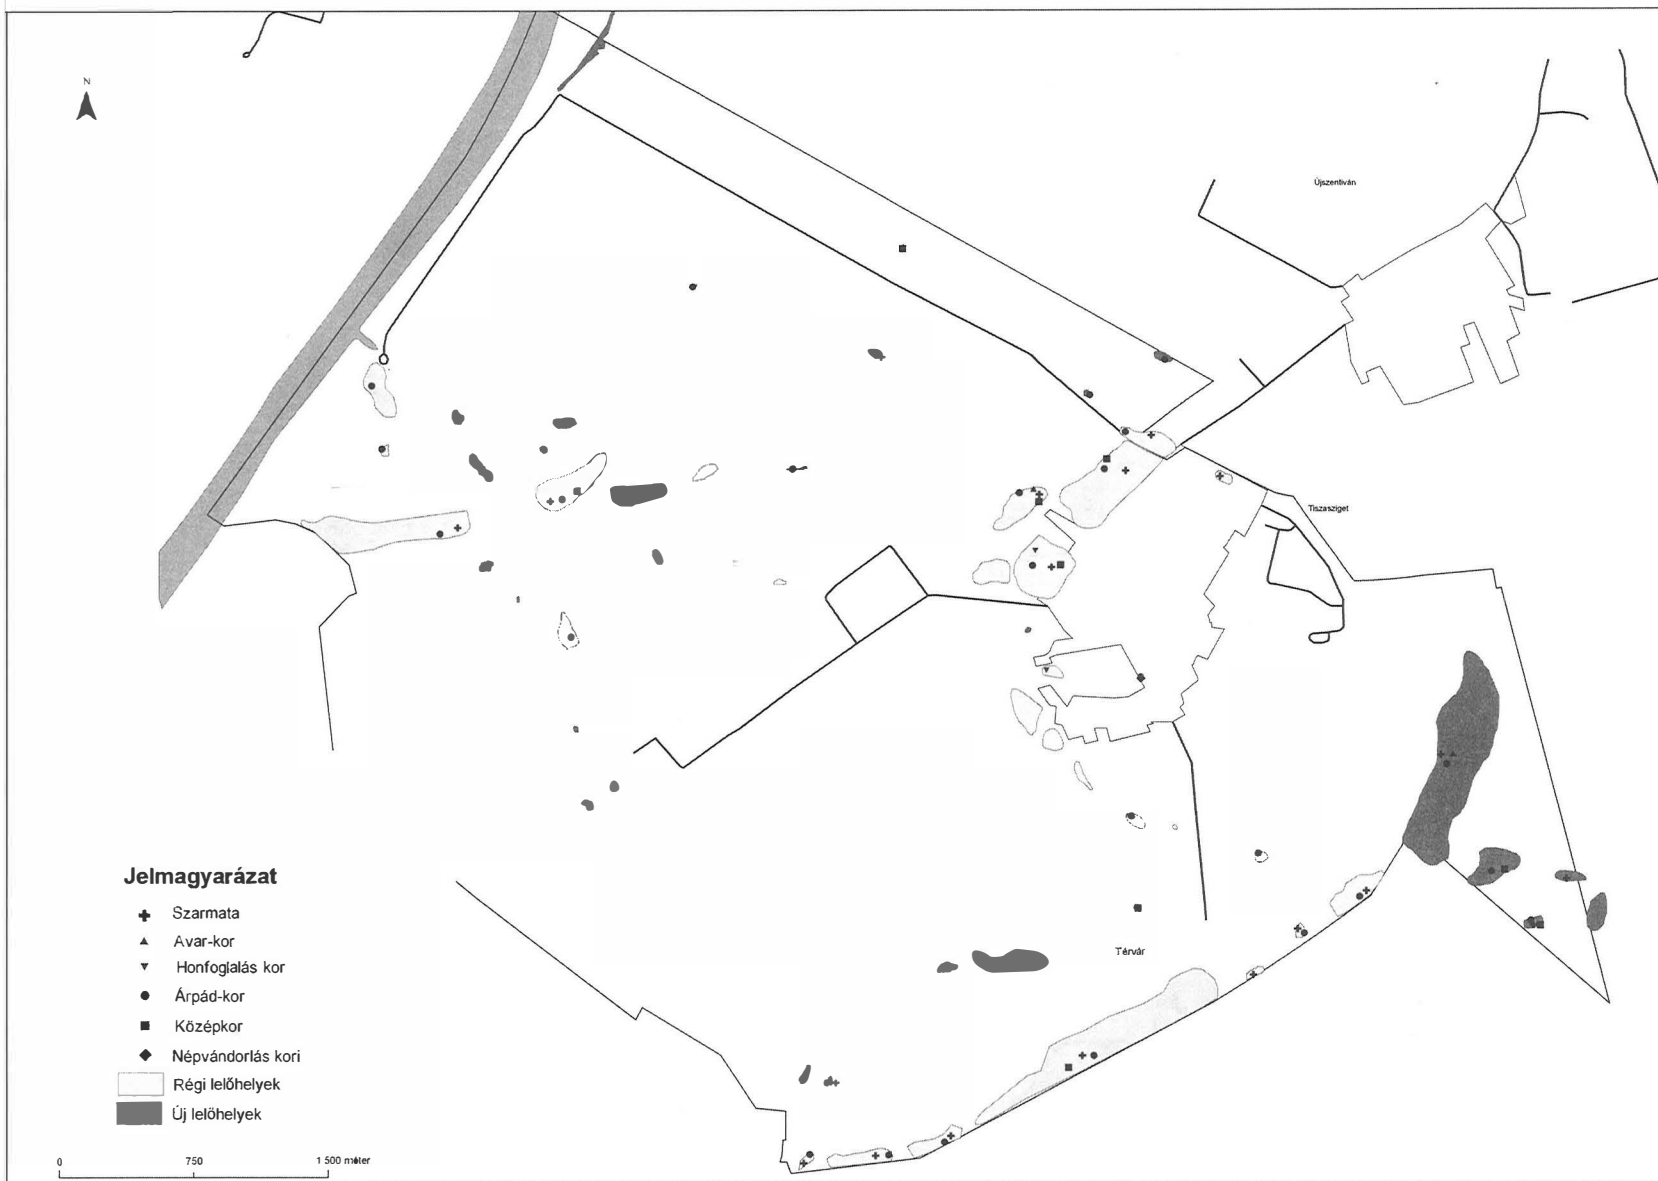 N
Újszentiván
Tiszasziget
Térvár
Jelmagyarázat
Szarmata
Avar-kor
Honfoglalás kor
Árpád-kor
Középkor
Népvándorlás kori
Régi lelőhelyek
Új lelőhelyek
0 750 1 500 méter